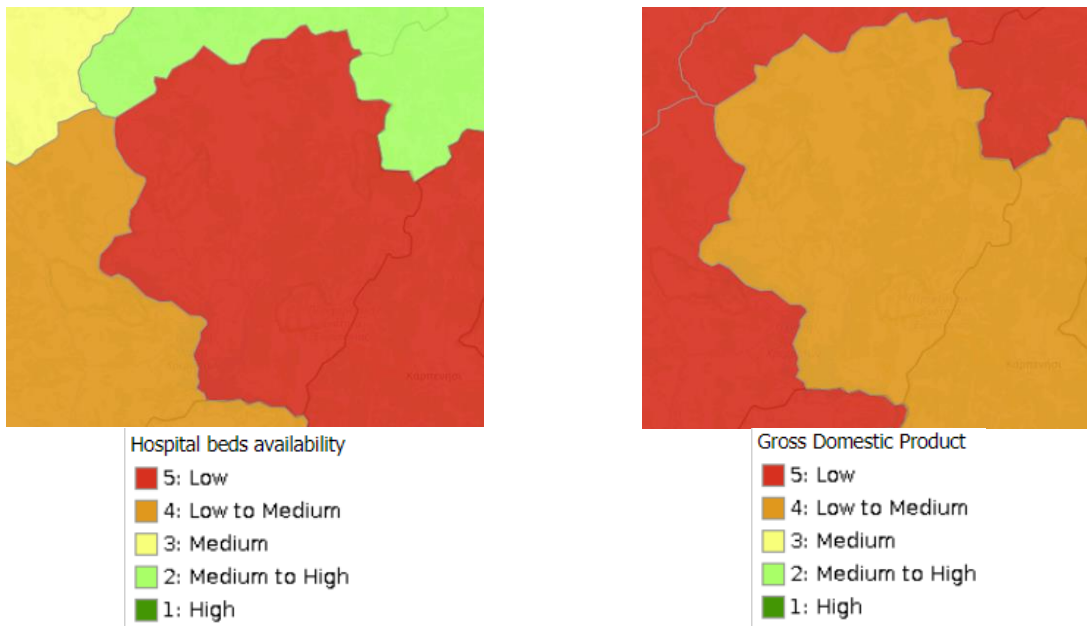 Hospital beds availability
5: Low
4: Low to Medium
3: Medium
2: Medium to High
1: High
Gross Domestic Product
5: Low
4: Low to Medium
3: Medium
2: Medium to High
1: High